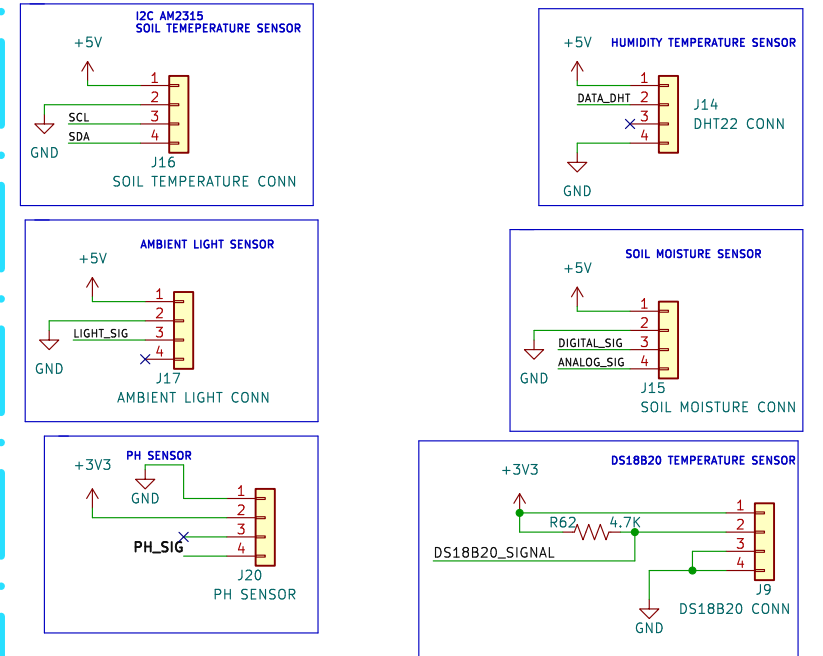 I2C AM2315
SOIL TEMEPERATURE SENSOR
+5V
1
2
SCL 3
SDA 4
GND
J16
SOIL TEMPERATURE CONN
HUMIDITY TEMPERATURE SENSOR
+5V
1
DATA_DHT 2
3
4
J14
DHT22 CONN
GND
AMBIENT LIGHT SENSOR
+5V
1
2
LIGHT_SIG 3
4
GND
J17
AMBIENT LIGHT CONN
SOIL MOISTURE SENSOR
+5V
1
2
DIGITAL_SIG 3
ANALOG_SIG 4
GND
J15
SOIL MOISTURE CONN
PH SENSOR
+3V3
GND
1
2
3
PH_SIG 4
J20
PH SENSOR
DS18B20 TEMPERATURE SENSOR
+3V3
1
R62 4.7K 2
DS18B20_SIGNAL 3
4
J9
DS18B20 CONN
GND